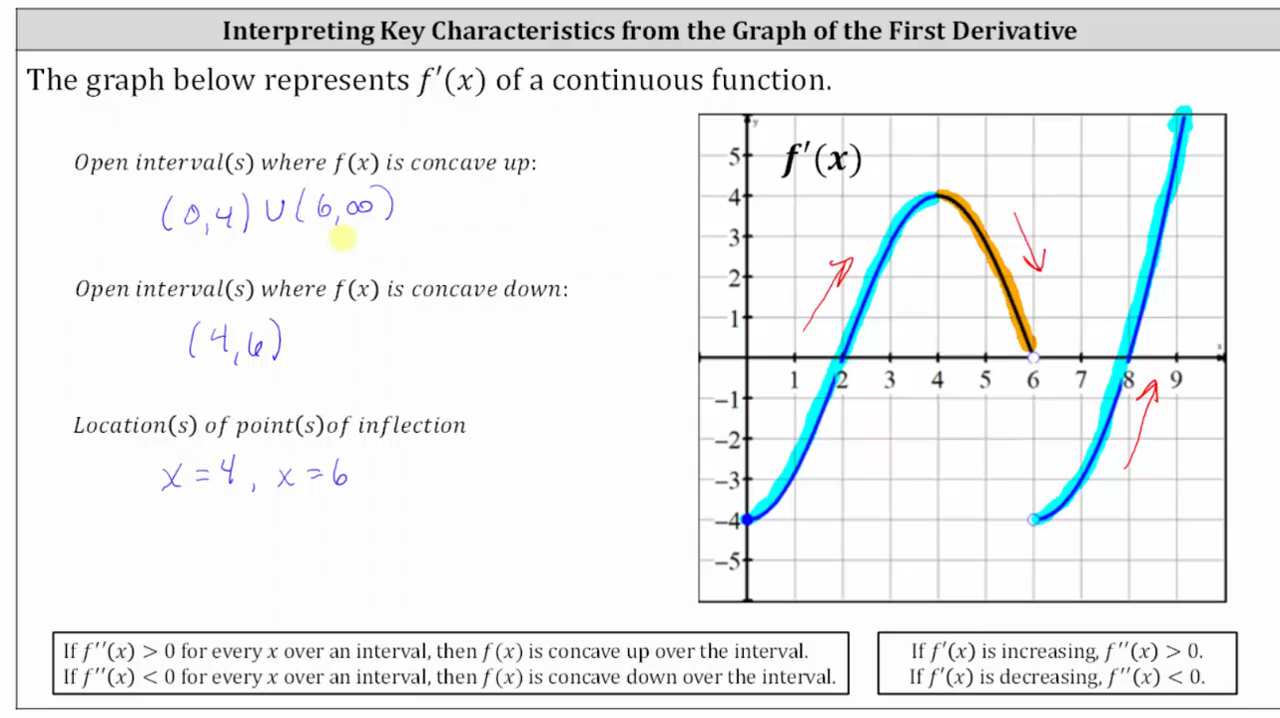 Interpreting Key Characteristics from the Graph of the First Derivative
The graph below represents f′(x) of a continuous function.
Open interval(s) where f(x) is concave up:
(0,4) ∪ (6,∞)
Open interval(s) where f(x) is concave down:
(4,6)
Location(s) of point(s)of inflection
x = 4, x = 6
y
f′(x)
5
4
3
2
1
x
1 2 3 4 5 6 7 8 9
−1
−2
−3
−4
−5
If f′′(x) > 0 for every x over an interval, then f(x) is concave up over the interval.
If f′′(x) < 0 for every x over an interval, then f(x) is concave down over the interval.
If f′(x) is increasing, f′′(x) > 0.
If f′(x) is decreasing, f′′(x) < 0.